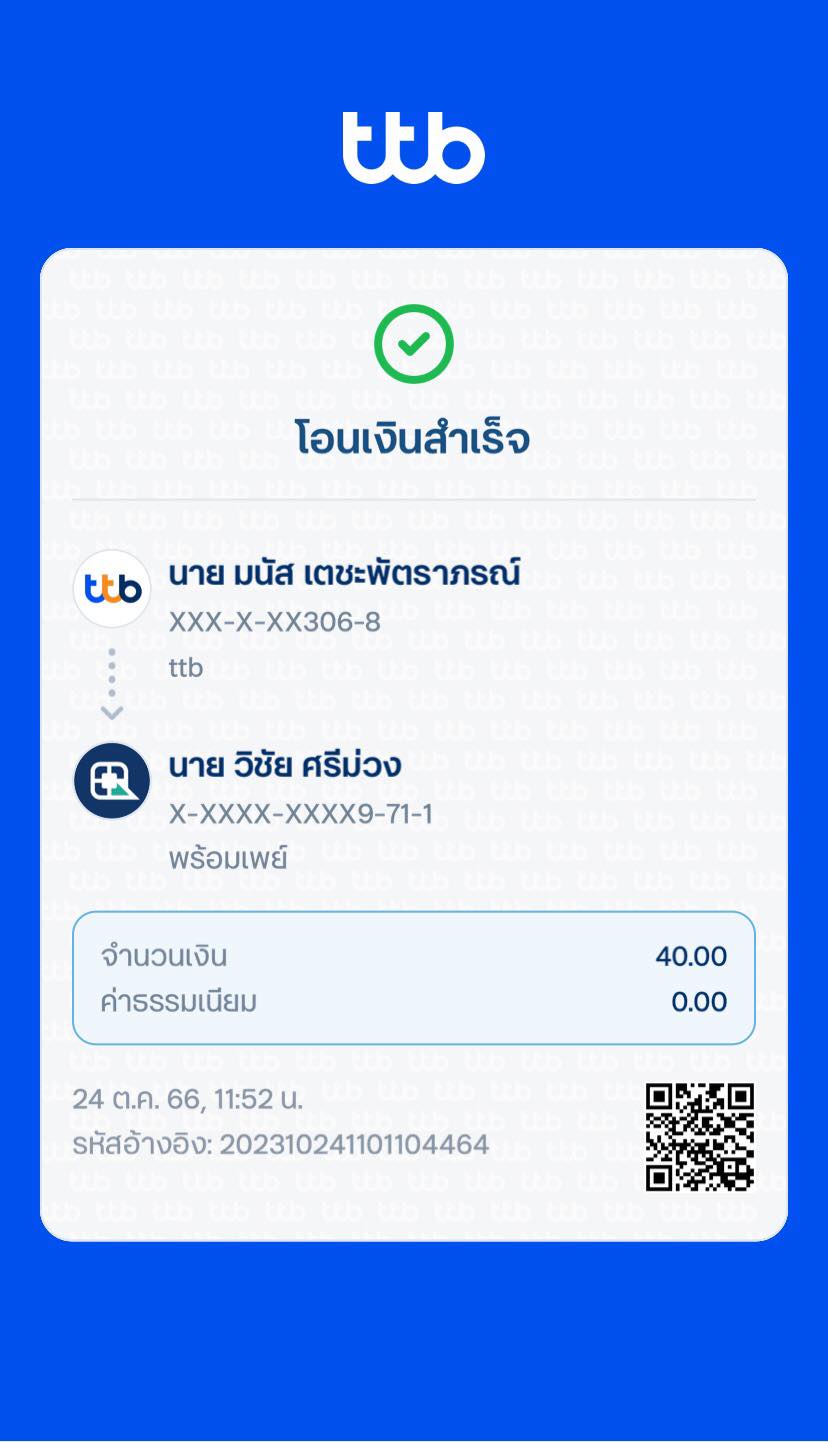 ttb
โอนเงินสำเร็จ
ttb
นาย มนัส เตชะพัตราภรณ์
XXX-X-XX306-8
ttb
นาย วิชัย ศรีม่วง
X-XXXX-XXXX9-71-1
พร้อมเพย์
จำนวนเงิน 40.00
ค่าธรรมเนียม 0.00
24 ต.ค. 66, 11:52 น.
รหัสอ้างอิง: 202310241101104464